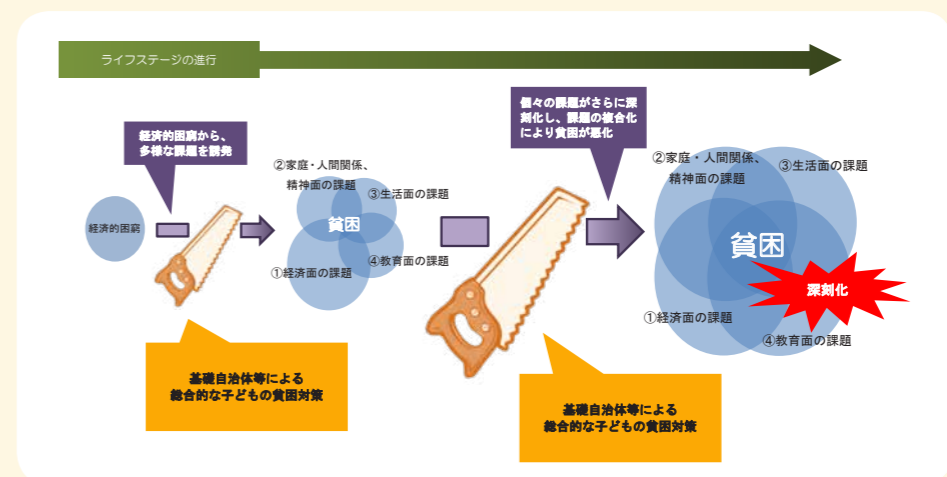 ライフステージの進行
経済的困窮から、
多様な課題を誘発
個々の課題がさらに深
刻化し、課題の複合化
により貧困が悪化
経済的困窮
②家庭・人間関係、
精神面の課題
③生活面の課題
貧困
④教育面の課題
①経済面の課題
②家庭・人間関係、
精神面の課題
③生活面の課題
貧困
深刻化
①経済面の課題
④教育面の課題
基礎自治体等による
総合的な子どもの貧困対策
基礎自治体等による
総合的な子どもの貧困対策